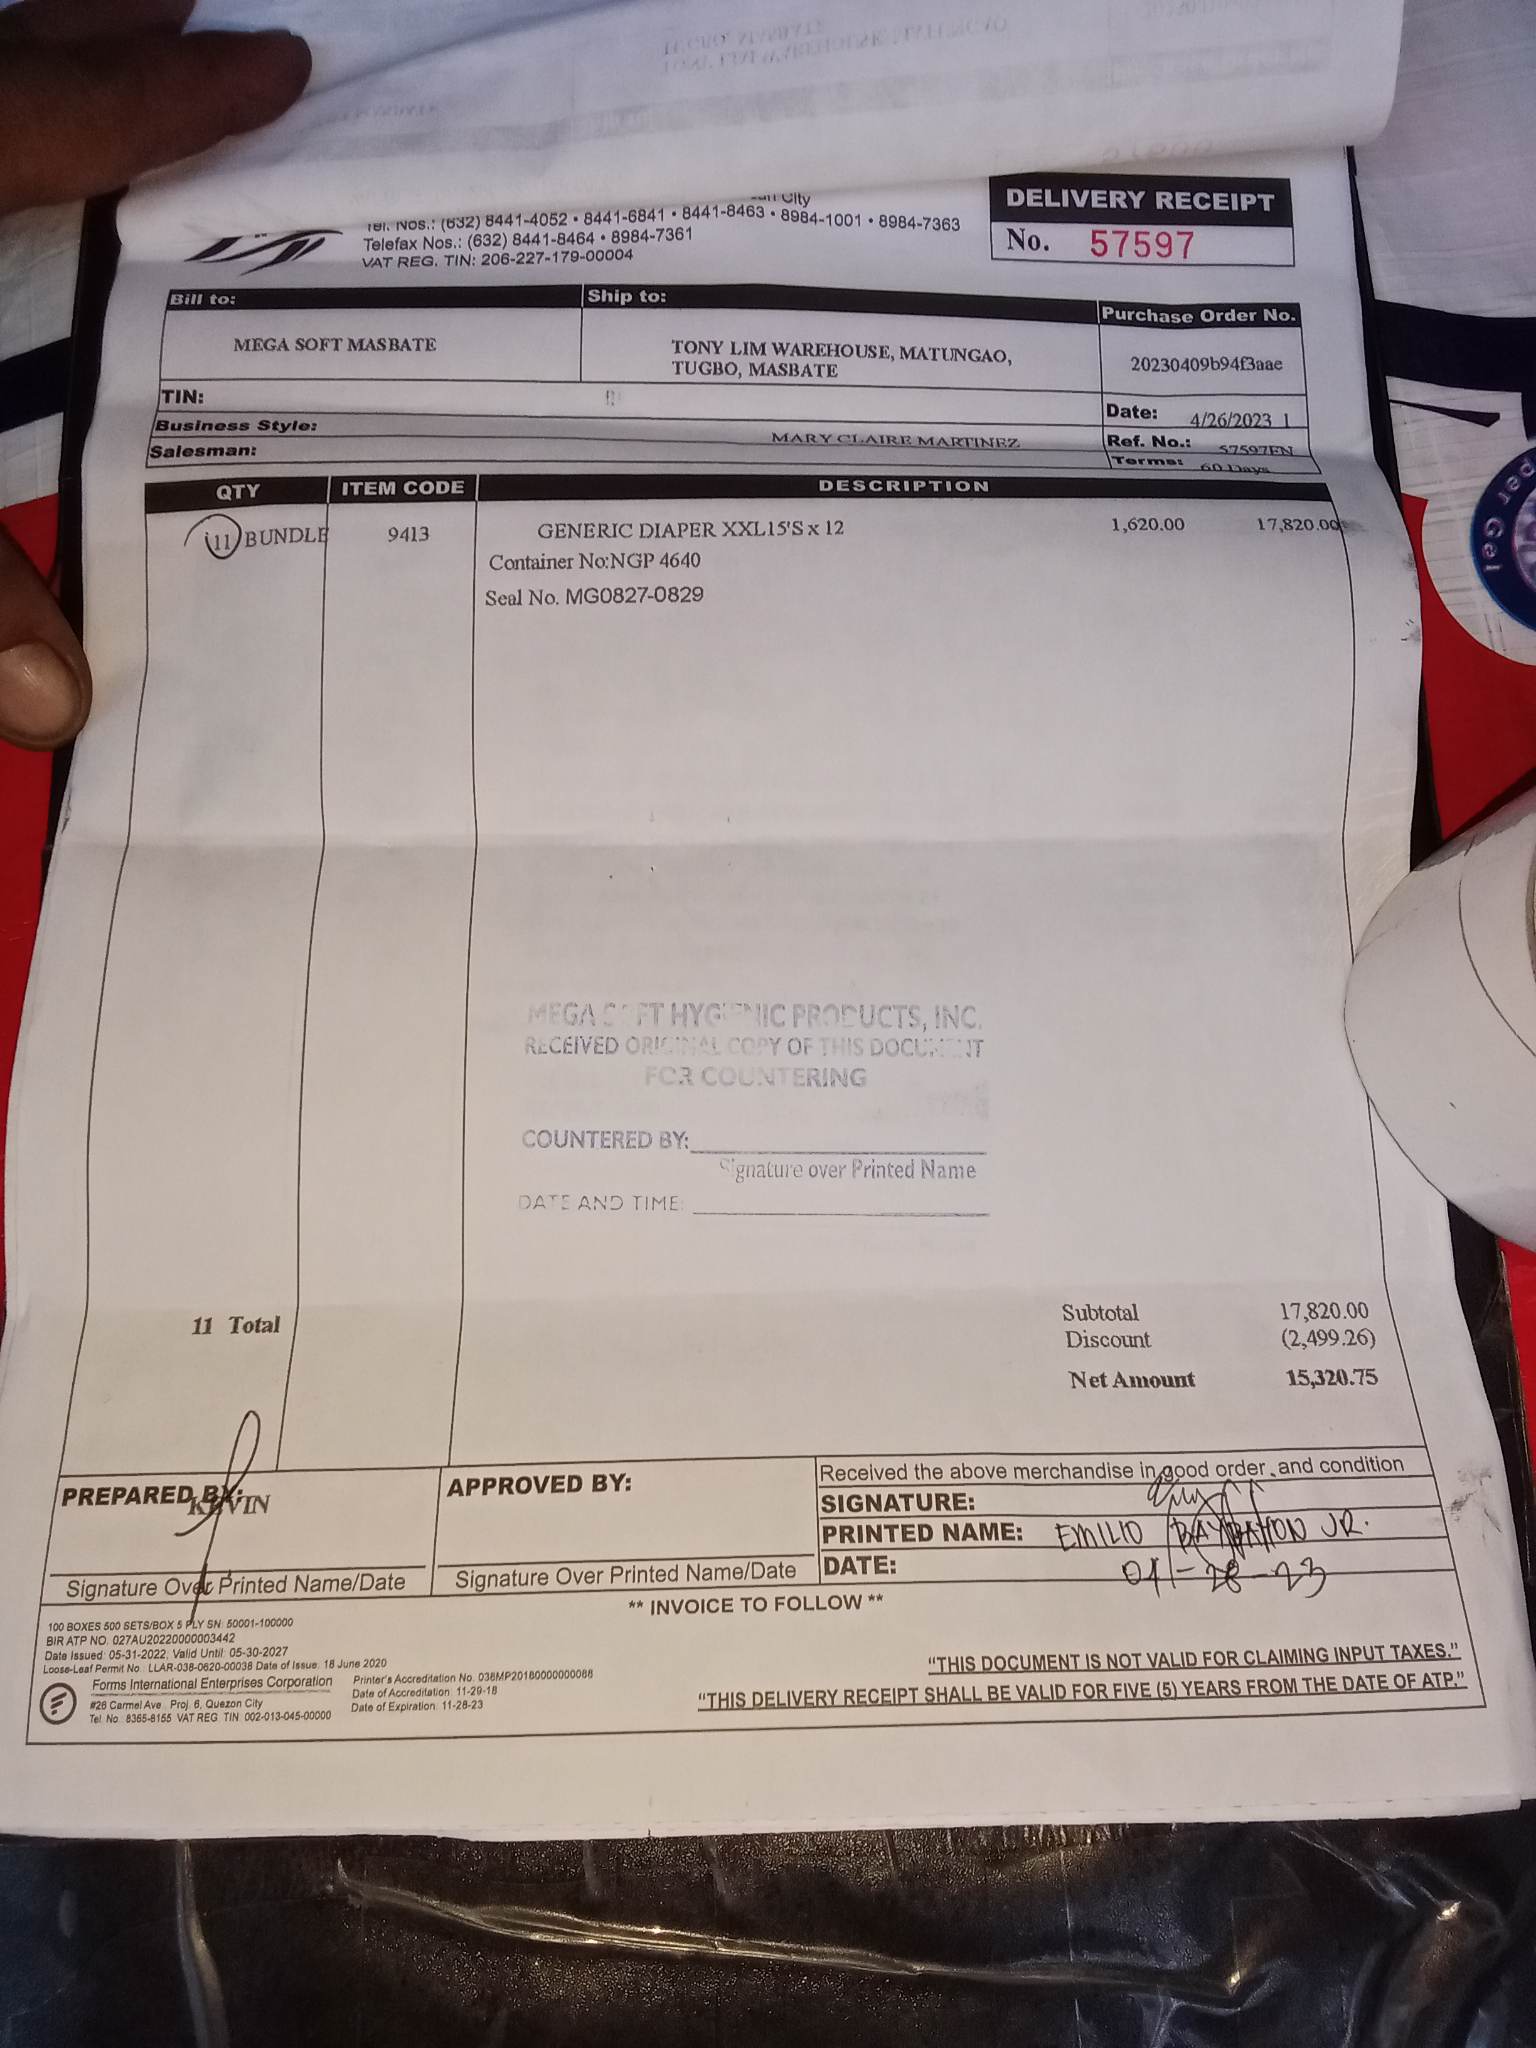 City
Tel. Nos.: (632) 8441-4052 • 8441-6841 • 8441-8463 • 8984-1001 • 8984-7363
Telefax Nos.: (632) 8441-8464 • 8984-7361
VAT REG. TIN: 206-227-179-00004
DELIVERY RECEIPT
No. 57597
Bill to: Ship to: Purchase Order No.
MEGA SOFT MASBATE
TONY LIM WAREHOUSE, MATUNGAO,
TUGBO, MASBATE
20230409b94f3aae
TIN:
Date: 4/26/2023 1
Business Style:
MARY CLAIRE MARTINEZ
Ref. No.: 57597FN
Salesman:
Terms: 60 Days
QTY ITEM CODE DESCRIPTION
11 BUNDLE 9413 GENERIC DIAPER XXL15'S x 12 1,620.00 17,820.00
Container No:NGP 4640
Seal No. MG0827-0829
MEGA SOFT HYGIENIC PRODUCTS, INC.
RECEIVED ORIGINAL COPY OF THIS DOCUMENT
FOR COUNTERING
COUNTERED BY:
Signature over Printed Name
DATE AND TIME:
11 Total
Subtotal 17,820.00
Discount (2,499.26)
Net Amount 15,320.75
PREPARED BY:
KEVIN
Signature Over Printed Name/Date
APPROVED BY:
Signature Over Printed Name/Date
Received the above merchandise in good order and condition
SIGNATURE:
PRINTED NAME: EMILIO BAYBAHON JR.
DATE: 04-28-23
** INVOICE TO FOLLOW **
100 BOXES 500 SETS/BOX 5 PLY SN: 50001-100000
BIR ATP NO. 027AU20220000003442
Date Issued: 05-31-2022; Valid Until: 05-30-2027
Loose-Leaf Permit No. LLAR-038-0620-00038 Date of Issue: 18 June 2020
Forms International Enterprises Corporation
#26 Carmel Ave., Proj. 6, Quezon City
Tel. No.: 8365-8155 VAT REG. TIN 002-013-045-00000
Printer's Accreditation No. 038MP20180000000088
Date of Accreditation: 11-29-18
Date of Expiration: 11-28-23
"THIS DOCUMENT IS NOT VALID FOR CLAIMING INPUT TAXES."
"THIS DELIVERY RECEIPT SHALL BE VALID FOR FIVE (5) YEARS FROM THE DATE OF ATP."
per Gel